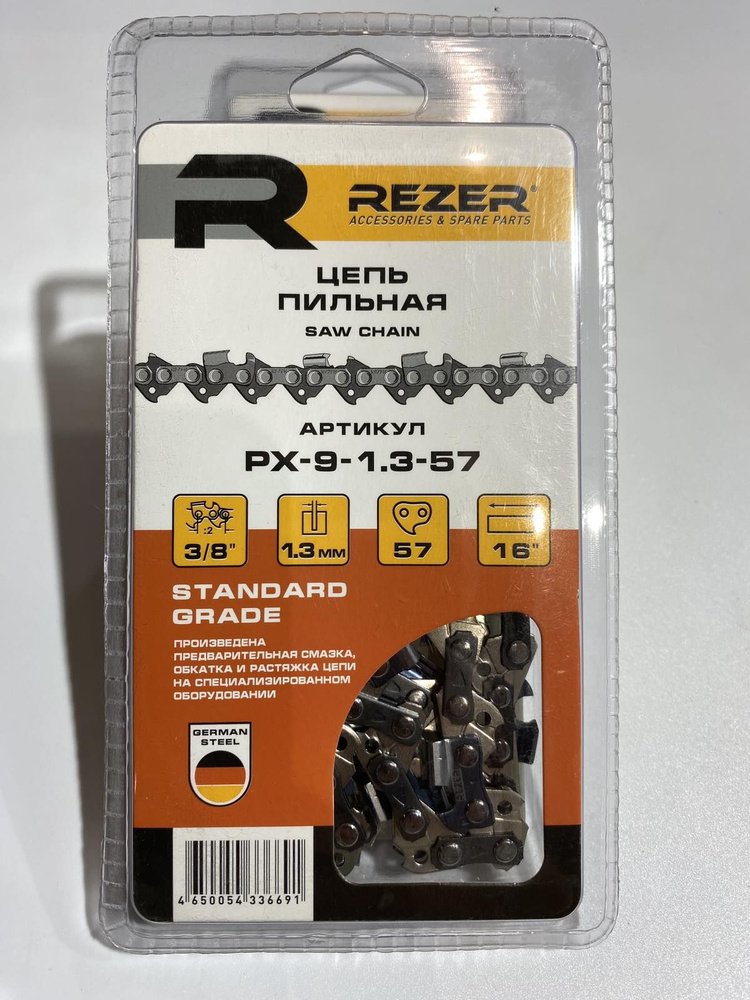 REZER®
ACCESSORIES & SPARE PARTS
ЦЕПЬ
ПИЛЬНАЯ
SAW CHAIN
АРТИКУЛ
PX-9-1.3-57
:2
3/8"
1.3 мм
57
16"
STANDARD
GRADE
ПРОИЗВЕДЕНА
ПРЕДВАРИТЕЛЬНАЯ СМАЗКА,
ОБКАТКА И РАСТЯЖКА ЦЕПИ
НА СПЕЦИАЛИЗИРОВАННОМ
ОБОРУДОВАНИИ
GERMAN
STEEL
4 650054 336691